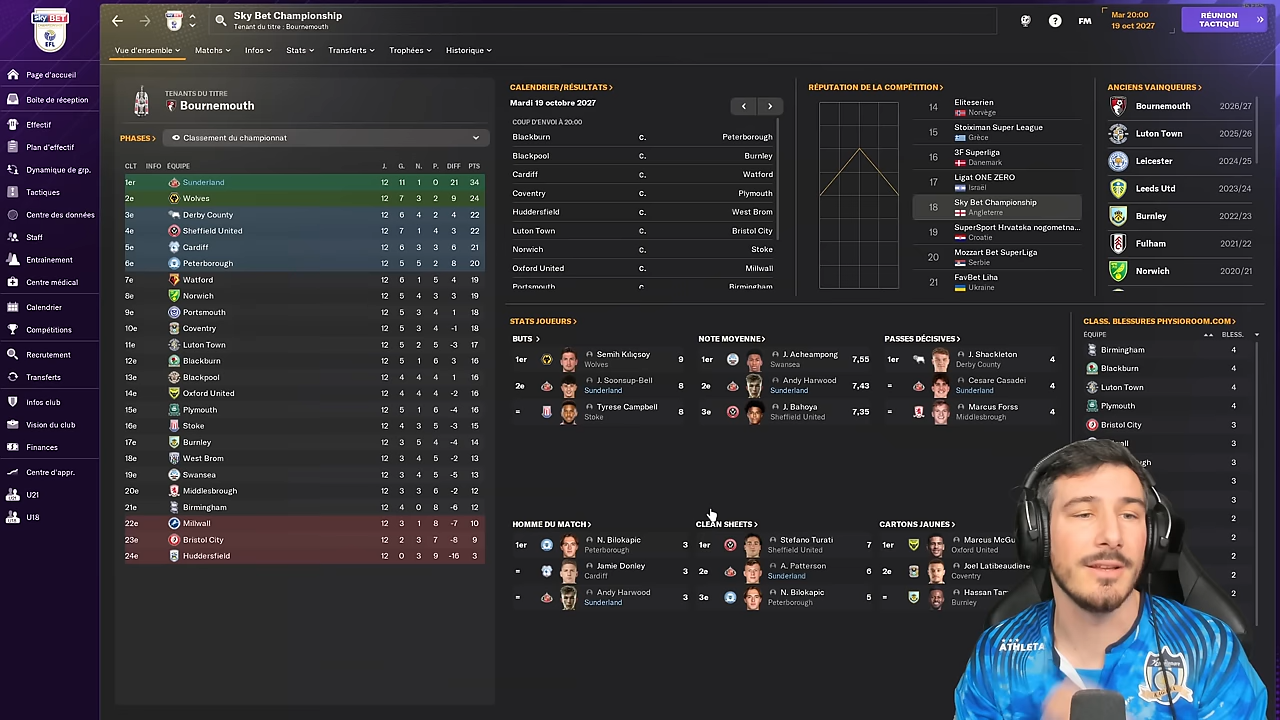 sky BET
EFL
Sky Bet Championship
Tenant du titre : Bournemouth
FM
Mar 20:00
19 oct 2027
RÉUNION
TACTIQUE
Vue d'ensemble
Matchs
Infos
Stats
Transferts
Trophées
Historique
Page d'accueil
Boîte de réception
Effectif
Plan d'effectif
Dynamique de grp.
Tactiques
Centre des données
Staff
Entraînement
Centre médical
Calendrier
Compétitions
Recrutement
Transferts
Infos club
Vision du club
Finances
Centre d'appr.
U21
U18
TENANTS DU TITRE
Bournemouth
PHASES
Classement du championnat
CLT INFO ÉQUIPE J. G. N. P. DIFF PTS
1er Sunderland 12 11 1 0 21 34
2e Wolves 12 7 3 2 9 24
3e Derby County 12 6 4 2 4 22
4e Sheffield United 12 7 1 4 3 22
5e Cardiff 12 6 3 3 6 21
6e Peterborough 12 5 5 2 8 20
7e Watford 12 6 1 5 4 19
8e Norwich 12 5 4 3 3 19
9e Portsmouth 12 5 3 4 1 18
10e Coventry 12 5 3 4 -1 18
11e Luton Town 12 5 2 5 -3 17
12e Blackburn 12 5 1 6 3 16
13e Blackpool 12 4 4 4 1 16
14e Oxford United 12 4 4 4 -2 16
15e Plymouth 12 5 1 6 -4 16
16e Stoke 12 4 3 5 -3 15
17e Burnley 12 3 5 4 -4 14
18e West Brom 12 3 4 5 -2 13
19e Swansea 12 3 4 5 -5 13
20e Middlesbrough 12 3 3 6 -2 12
21e Birmingham 12 4 0 8 -6 12
22e Millwall 12 3 1 8 -7 10
23e Bristol City 12 2 3 7 -8 9
24e Huddersfield 12 0 3 9 -16 3
CALENDRIER/RÉSULTATS
Mardi 19 octobre 2027
COUP D'ENVOI À 20:00
Blackburn c. Peterborough
Blackpool c. Burnley
Cardiff c. Watford
Coventry c. Plymouth
Huddersfield c. West Brom
Luton Town c. Bristol City
Norwich c. Stoke
Oxford United c. Millwall
Portsmouth c. Birmingham
RÉPUTATION DE LA COMPÉTITION
14 Eliteserien
Norvège
15 Stoiximan Super League
Grèce
16 3F Superliga
Danemark
17 Ligat ONE ZERO
Israël
18 Sky Bet Championship
Angleterre
19 SuperSport Hrvatska nogometna...
Croatie
20 Mozzart Bet SuperLiga
Serbie
21 FavBet Liha
Ukraine
ANCIENS VAINQUEURS
Bournemouth 2026/27
Luton Town 2025/26
Leicester 2024/25
Leeds Utd 2023/24
Burnley 2022/23
Fulham 2021/22
Norwich 2020/21
STATS JOUEURS
BUTS
1er Semih Kılıçsoy 9
Wolves
2e J. Soonsup-Bell 8
Sunderland
= Tyrese Campbell 8
Stoke
NOTE MOYENNE
1er J. Acheampong 7,55
Swansea
2e Andy Harwood 7,43
Sunderland
3e J. Bahoya 7,35
Sheffield United
PASSES DÉCISIVES
1er J. Shackleton 4
Derby County
= Cesare Casadei 4
Sunderland
= Marcus Forss 4
Middlesbrough
HOMME DU MATCH
1er N. Bilokapic 3
Peterborough
= Jamie Donley 3
Cardiff
= Andy Harwood 3
Sunderland
CLEAN SHEETS
1er Stefano Turati 7
Sheffield United
2e A. Patterson 6
Sunderland
3e N. Bilokapic 5
Peterborough
CARTONS JAUNES
1er Marcus McGu
Oxford United
2e Joel Latibeaudiere
Coventry
= Hassan
Burnley
CLASS. BLESSURES PHYSIOROOM.COM
ÉQUIPE BLESS.
Birmingham 4
Blackburn 4
Luton Town 4
Plymouth 4
Bristol City 3
3
3
3
3
2
2
2
2
2
ATHLETA